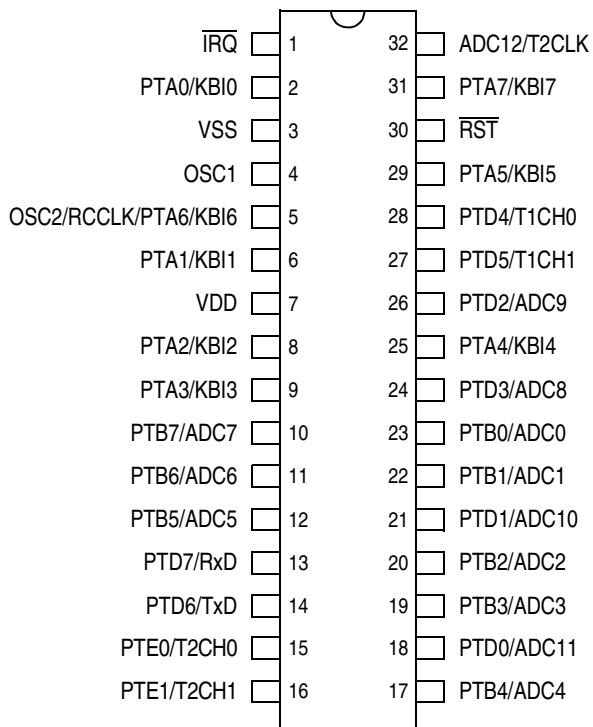 I̅R̅Q̅ 1 32 ADC12/T2CLK
PTA0/KBI0 2 31 PTA7/KBI7
VSS 3 30 R̅S̅T̅
OSC1 4 29 PTA5/KBI5
OSC2/RCCLK/PTA6/KBI6 5 28 PTD4/T1CH0
PTA1/KBI1 6 27 PTD5/T1CH1
VDD 7 26 PTD2/ADC9
PTA2/KBI2 8 25 PTA4/KBI4
PTA3/KBI3 9 24 PTD3/ADC8
PTB7/ADC7 10 23 PTB0/ADC0
PTB6/ADC6 11 22 PTB1/ADC1
PTB5/ADC5 12 21 PTD1/ADC10
PTD7/RxD 13 20 PTB2/ADC2
PTD6/TxD 14 19 PTB3/ADC3
PTE0/T2CH0 15 18 PTD0/ADC11
PTE1/T2CH1 16 17 PTB4/ADC4